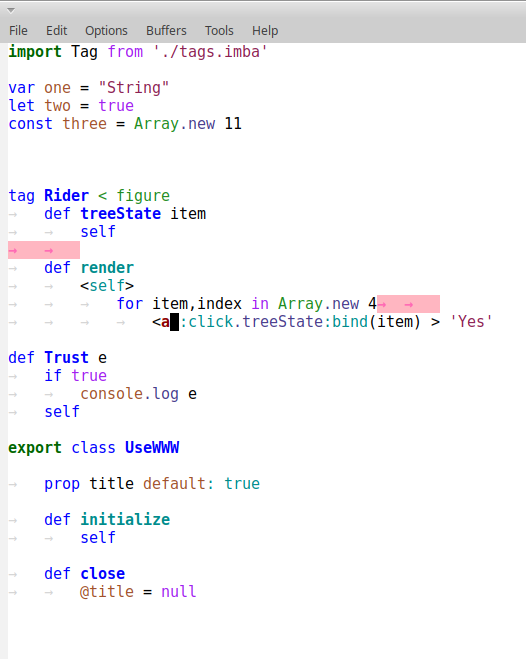 File Edit Options Buffers Tools Help
import Tag from './tags.imba'
var one = "String"
let two = true
const three = Array.new 11
tag Rider < figure
→ def treeState item
→ → self
→ →
→ def render
→ → <self>
→ → → for item,index in Array.new 4→ →
→ → → → <a :click.treeState:bind(item) > 'Yes'
def Trust e
→ if true
→ → console.log e
→ self
export class UseWWW
→ prop title default: true
→ def initialize
→ → self
→ def close
→ → @title = null